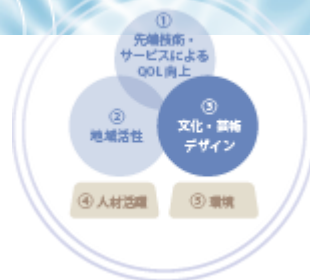 ①
先端技術・
サービスによる
QOL向上
②
地域活性
③
文化・芸術
デザイン
④人材活躍
⑤環境